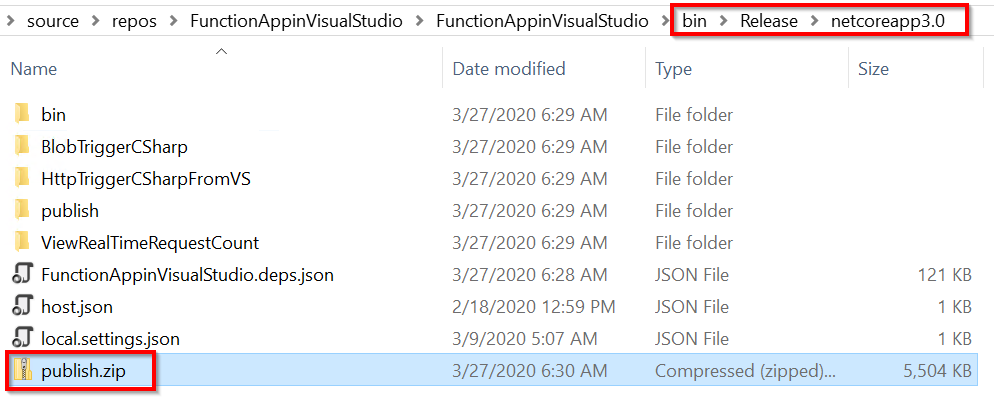 source > repos > FunctionAppinVisualStudio > FunctionAppinVisualStudio > bin > Release > netcoreapp3.0
Name Date modified Type Size
bin 3/27/2020 6:29 AM File folder
BlobTriggerCSharp 3/27/2020 6:29 AM File folder
HttpTriggerCSharpFromVS 3/27/2020 6:29 AM File folder
publish 3/27/2020 6:29 AM File folder
ViewRealTimeRequestCount 3/27/2020 6:29 AM File folder
FunctionAppinVisualStudio.deps.json 3/27/2020 6:28 AM JSON File 121 KB
host.json 2/18/2020 12:59 PM JSON File 1 KB
local.settings.json 3/9/2020 5:07 AM JSON File 1 KB
publish.zip 3/27/2020 6:30 AM Compressed (zipped)... 5,504 KB